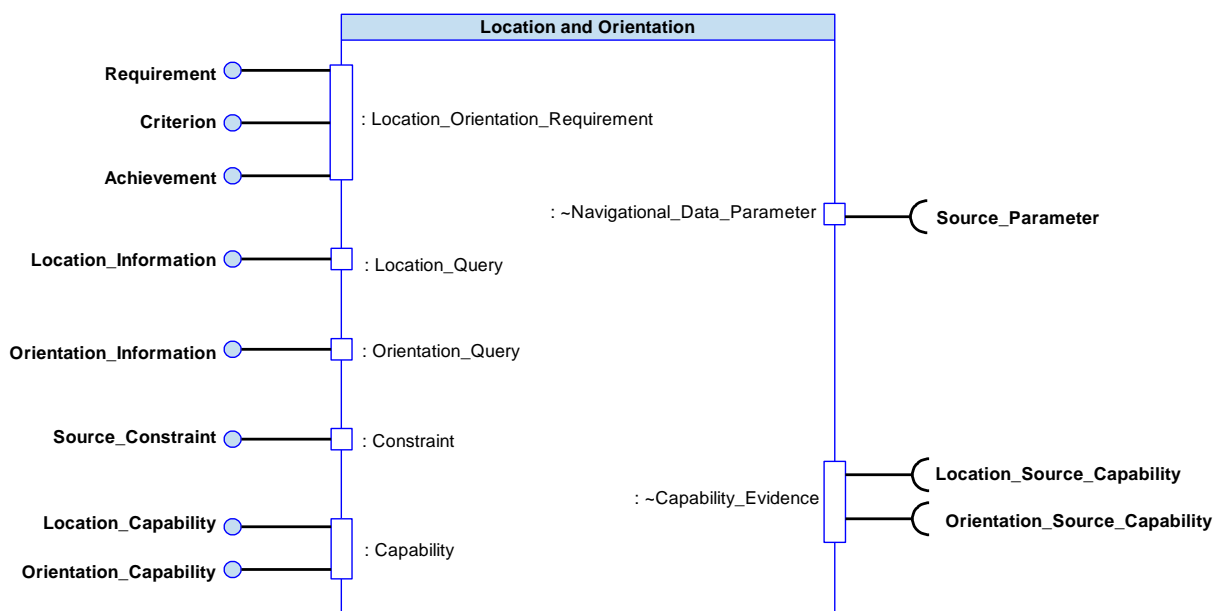 Location and Orientation
Requirement
Criterion
: Location_Orientation_Requirement
Achievement
: ~Navigational_Data_Parameter
Source_Parameter
Location_Information
: Location_Query
Orientation_Information
: Orientation_Query
Source_Constraint
: Constraint
Location_Source_Capability
: ~Capability_Evidence
Orientation_Source_Capability
Location_Capability
: Capability
Orientation_Capability